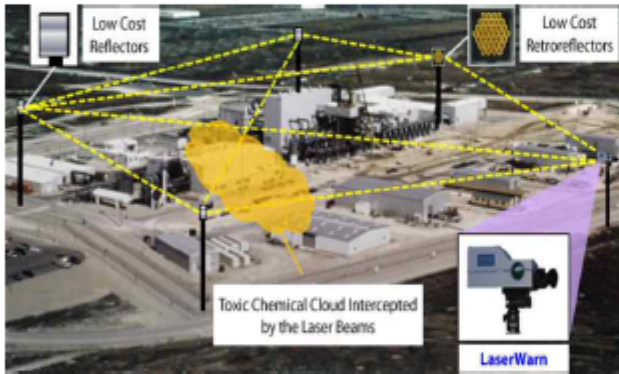 Low Cost
Reflectors
Low Cost
Retroreflectors
Toxic Chemical Cloud Intercepted
by the Laser Beams
LaserWarn